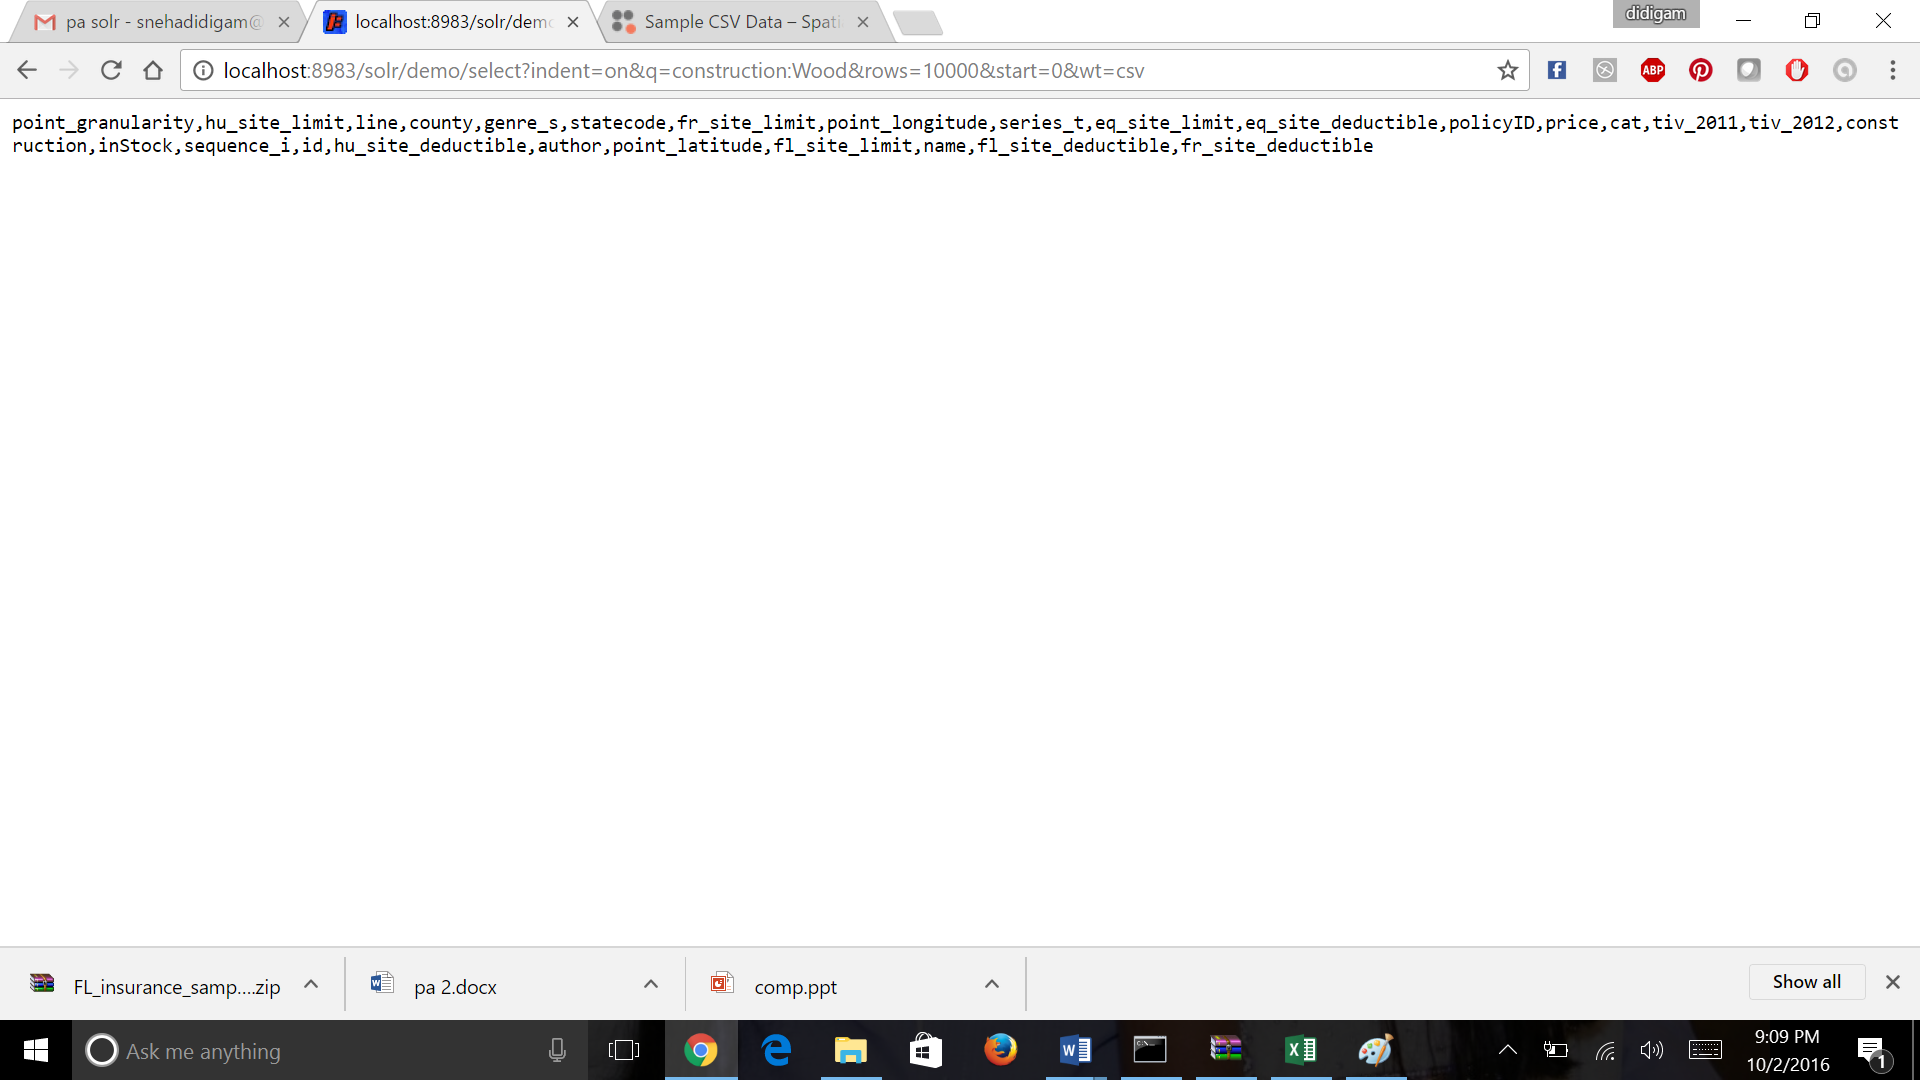 didigam
pa solr - snehadidigam@
localhost:8983/solr/demo
Sample CSV Data – Spati
localhost:8983/solr/demo/select?indent=on&q=construction:Wood&rows=10000&start=0&wt=csv
ABP
point_granularity,hu_site_limit,line,county,genre_s,statecode,fr_site_limit,point_longitude,series_t,eq_site_limit,eq_site_deductible,policyID,price,cat,tiv_2011,tiv_2012,const
ruction,inStock,sequence_i,id,hu_site_deductible,author,point_latitude,fl_site_limit,name,fl_site_deductible,fr_site_deductible
FL_insurance_samp....zip
pa 2.docx
comp.ppt
Show all
Ask me anything
9:09 PM
10/2/2016
1